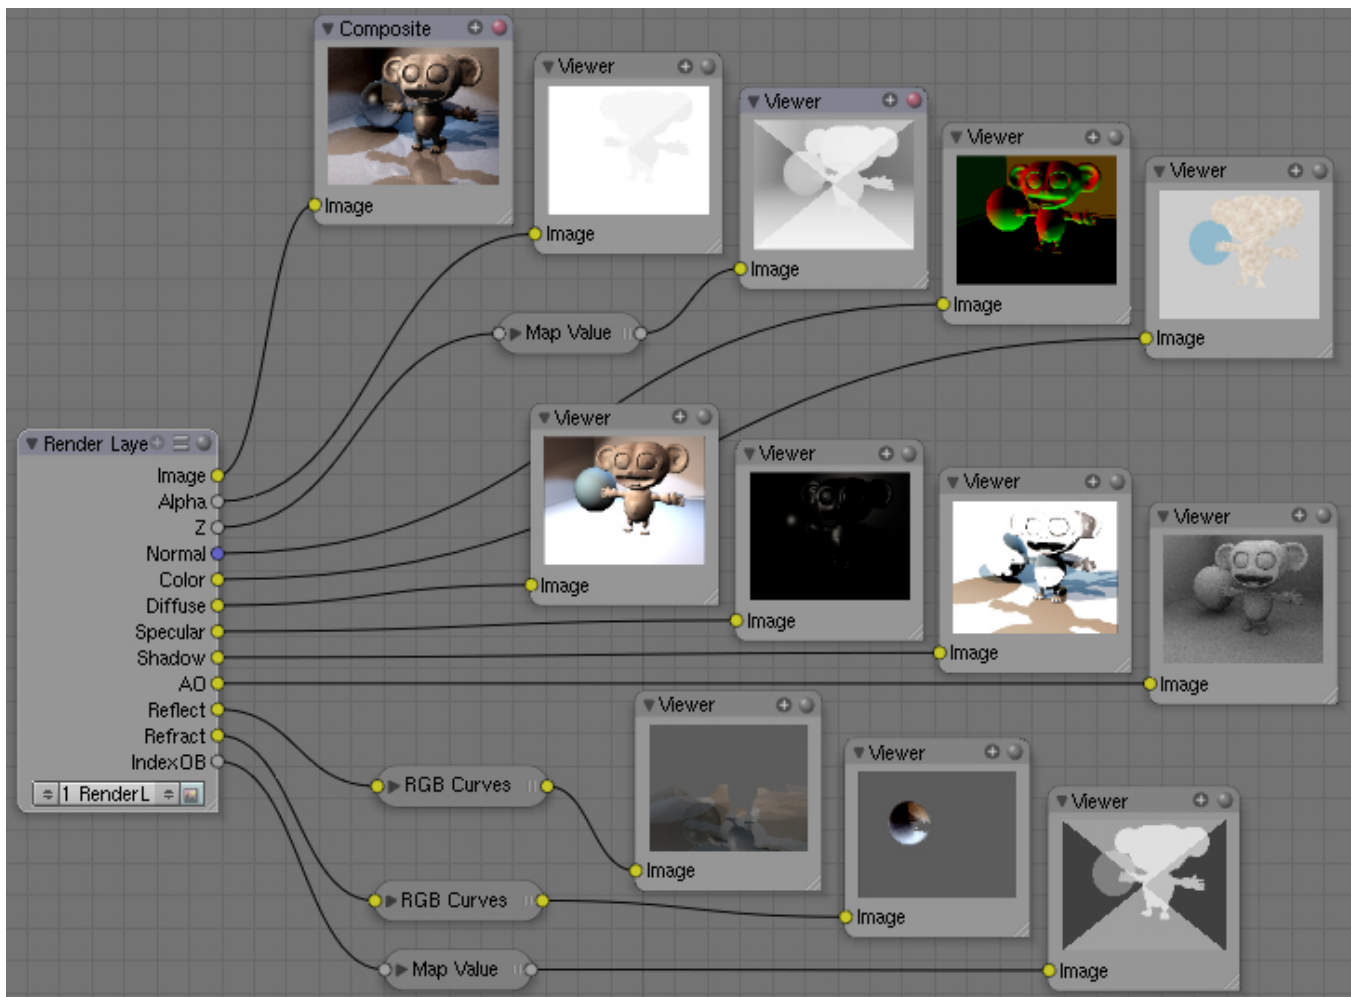 Composite
Image
Viewer
Image
Viewer
Image
Viewer
Image
Viewer
Image
Map Value
Render Laye
Image
Alpha
Z
Normal
Color
Diffuse
Specular
Shadow
AO
Reflect
Refract
IndexOB
1 RenderL
Viewer
Image
Viewer
Image
Viewer
Image
Viewer
Image
RGB Curves
Viewer
Image
RGB Curves
Viewer
Image
Map Value
Viewer
Image